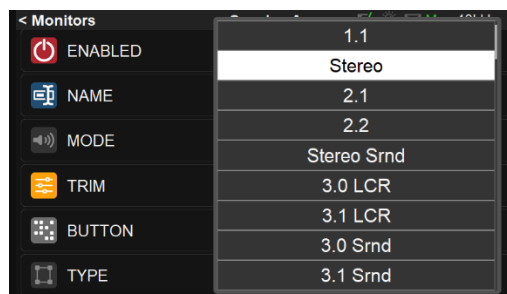 < Monitors
ENABLED
NAME
MODE
TRIM
BUTTON
TYPE
1.1
Stereo
2.1
2.2
Stereo Srnd
3.0 LCR
3.1 LCR
3.0 Srnd
3.1 Srnd